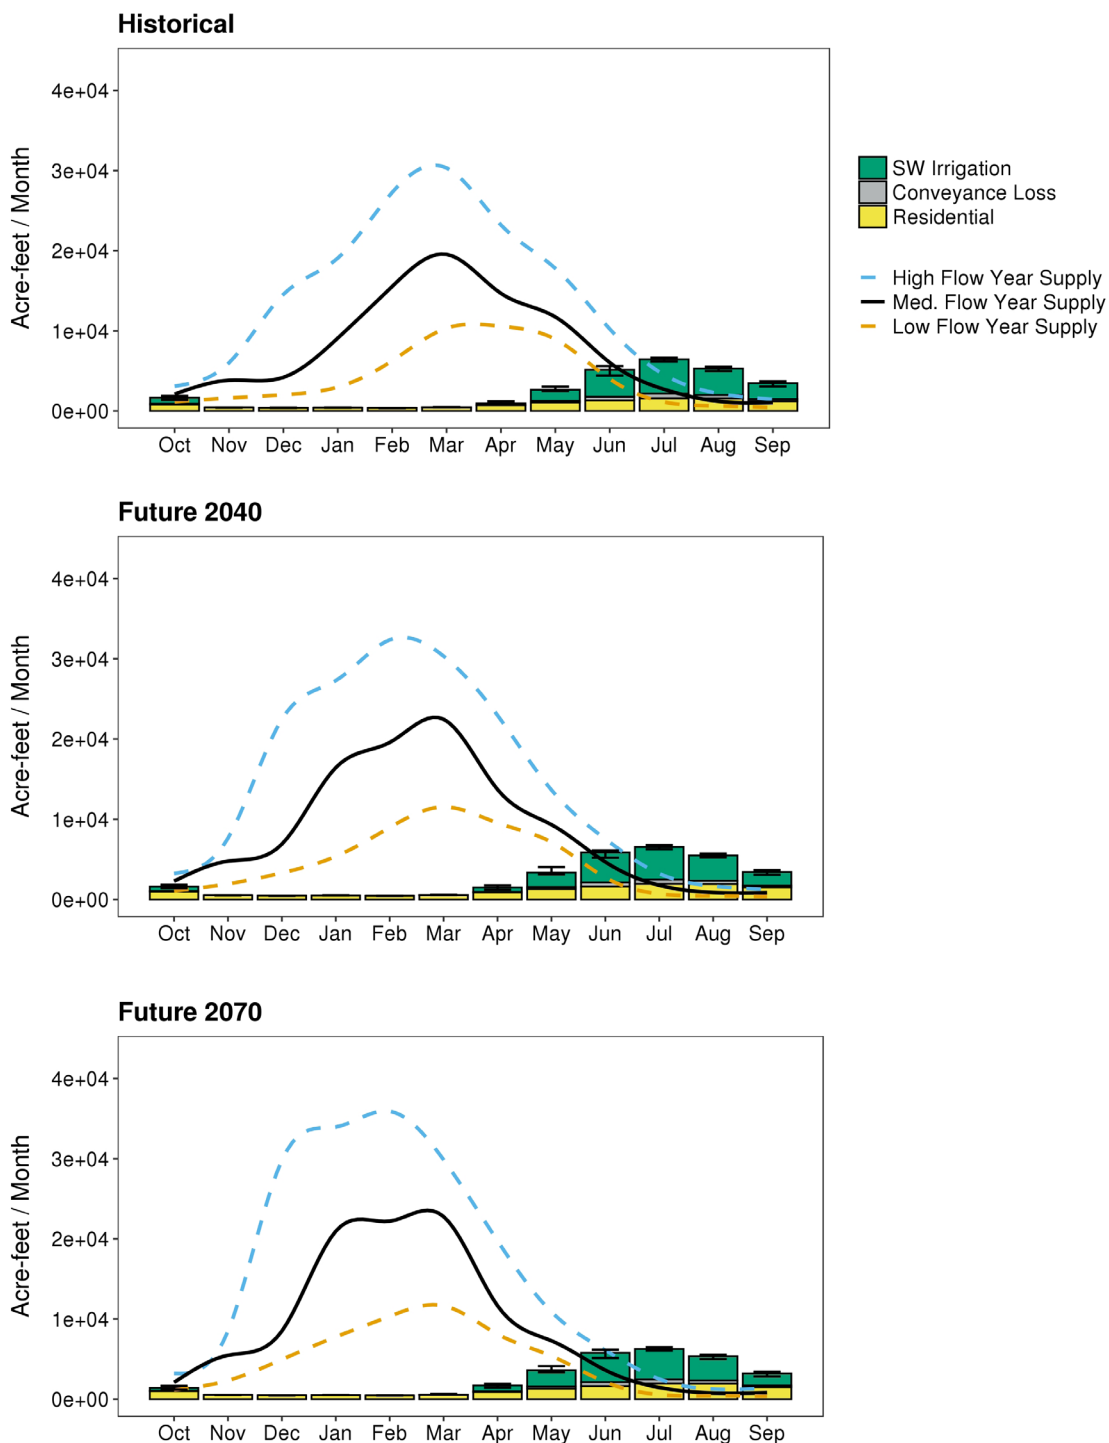 Historical
Acre-feet / Month
4e+04
3e+04
2e+04
1e+04
0e+00
Oct Nov Dec Jan Feb Mar Apr May Jun Jul Aug Sep
SW Irrigation
Conveyance Loss
Residential
High Flow Year Supply
Med. Flow Year Supply
Low Flow Year Supply
Future 2040
Acre-feet / Month
4e+04
3e+04
2e+04
1e+04
0e+00
Oct Nov Dec Jan Feb Mar Apr May Jun Jul Aug Sep
Future 2070
Acre-feet / Month
4e+04
3e+04
2e+04
1e+04
0e+00
Oct Nov Dec Jan Feb Mar Apr May Jun Jul Aug Sep